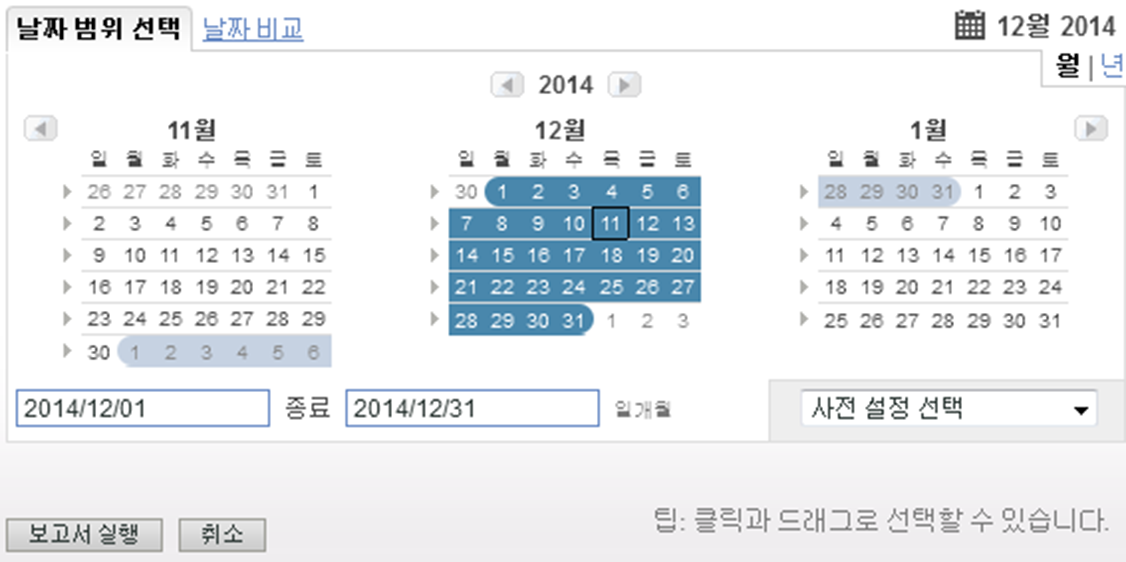 날짜 범위 선택 날짜 비교 12월 2014
월 | 년
2014
11월 12월 1월
일 월 화 수 목 금 토 일 월 화 수 목 금 토 일 월 화 수 목 금 토
26 27 28 29 30 31 1 30 1 2 3 4 5 6 28 29 30 31 1 2 3
2 3 4 5 6 7 8 7 8 9 10 11 12 13 4 5 6 7 8 9 10
9 10 11 12 13 14 15 14 15 16 17 18 19 20 11 12 13 14 15 16 17
16 17 18 19 20 21 22 21 22 23 24 25 26 27 18 19 20 21 22 23 24
23 24 25 26 27 28 29 28 29 30 31 1 2 3 25 26 27 28 29 30 31
30 1 2 3 4 5 6
2014/12/01 종료 2014/12/31 일개월 사전 설정 선택
보고서 실행 취소 팁: 클릭과 드래그로 선택할 수 있습니다.